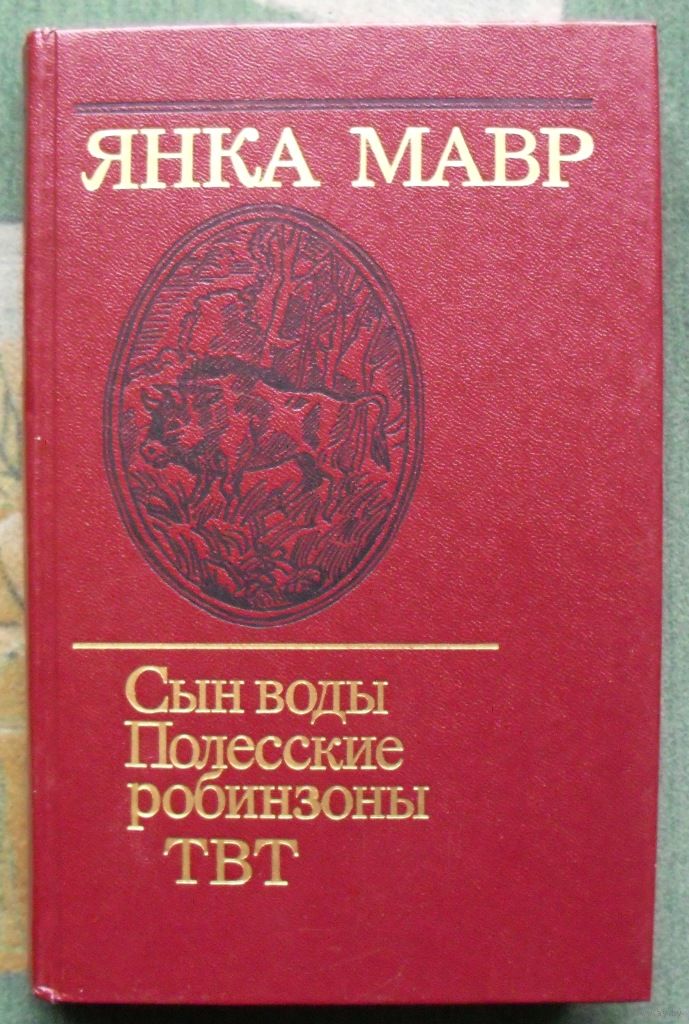 ЯНКА МАВР
Сын воды
Полесские
робинзоны
ТВТ